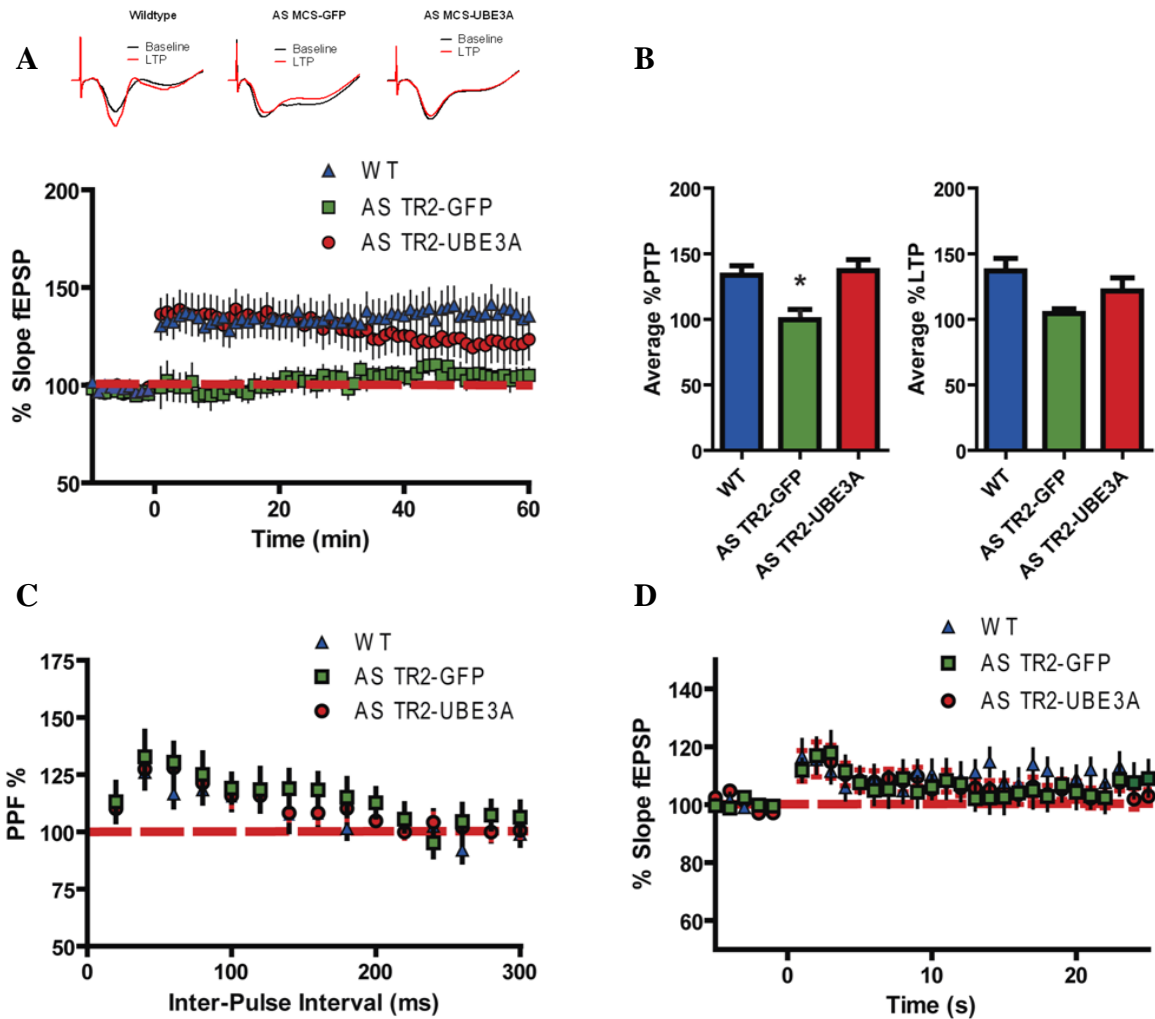 Wildtype
Baseline
LTP
AS MCS-GFP
Baseline
LTP
AS MCS-UBE3A
Baseline
LTP
A
WT
AS TR2-GFP
AS TR2-UBE3A
% Slope fEPSP
200
150
100
50
0
20
40
60
Time (min)
B
Average %PTP
200
150
100
50
0
*
WT
AS TR2-GFP
AS TR2-UBE3A
Average %LTP
200
150
100
50
0
WT
AS TR2-GFP
AS TR2-UBE3A
C
WT
AS TR2-GFP
AS TR2-UBE3A
PPF %
175
150
125
100
75
50
0
100
200
300
Inter-Pulse Interval (ms)
D
WT
AS TR2-GFP
AS TR2-UBE3A
% Slope fEPSP
140
120
100
80
60
0
10
20
Time (s)